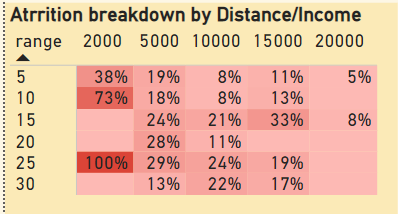 Atrrition breakdown by Distance/Income
range 2000 5000 10000 15000 20000
5 38% 19% 8% 11% 5%
10 73% 18% 8% 13%
15 24% 21% 33% 8%
20 28% 11%
25 100% 29% 24% 19%
30 13% 22% 17%